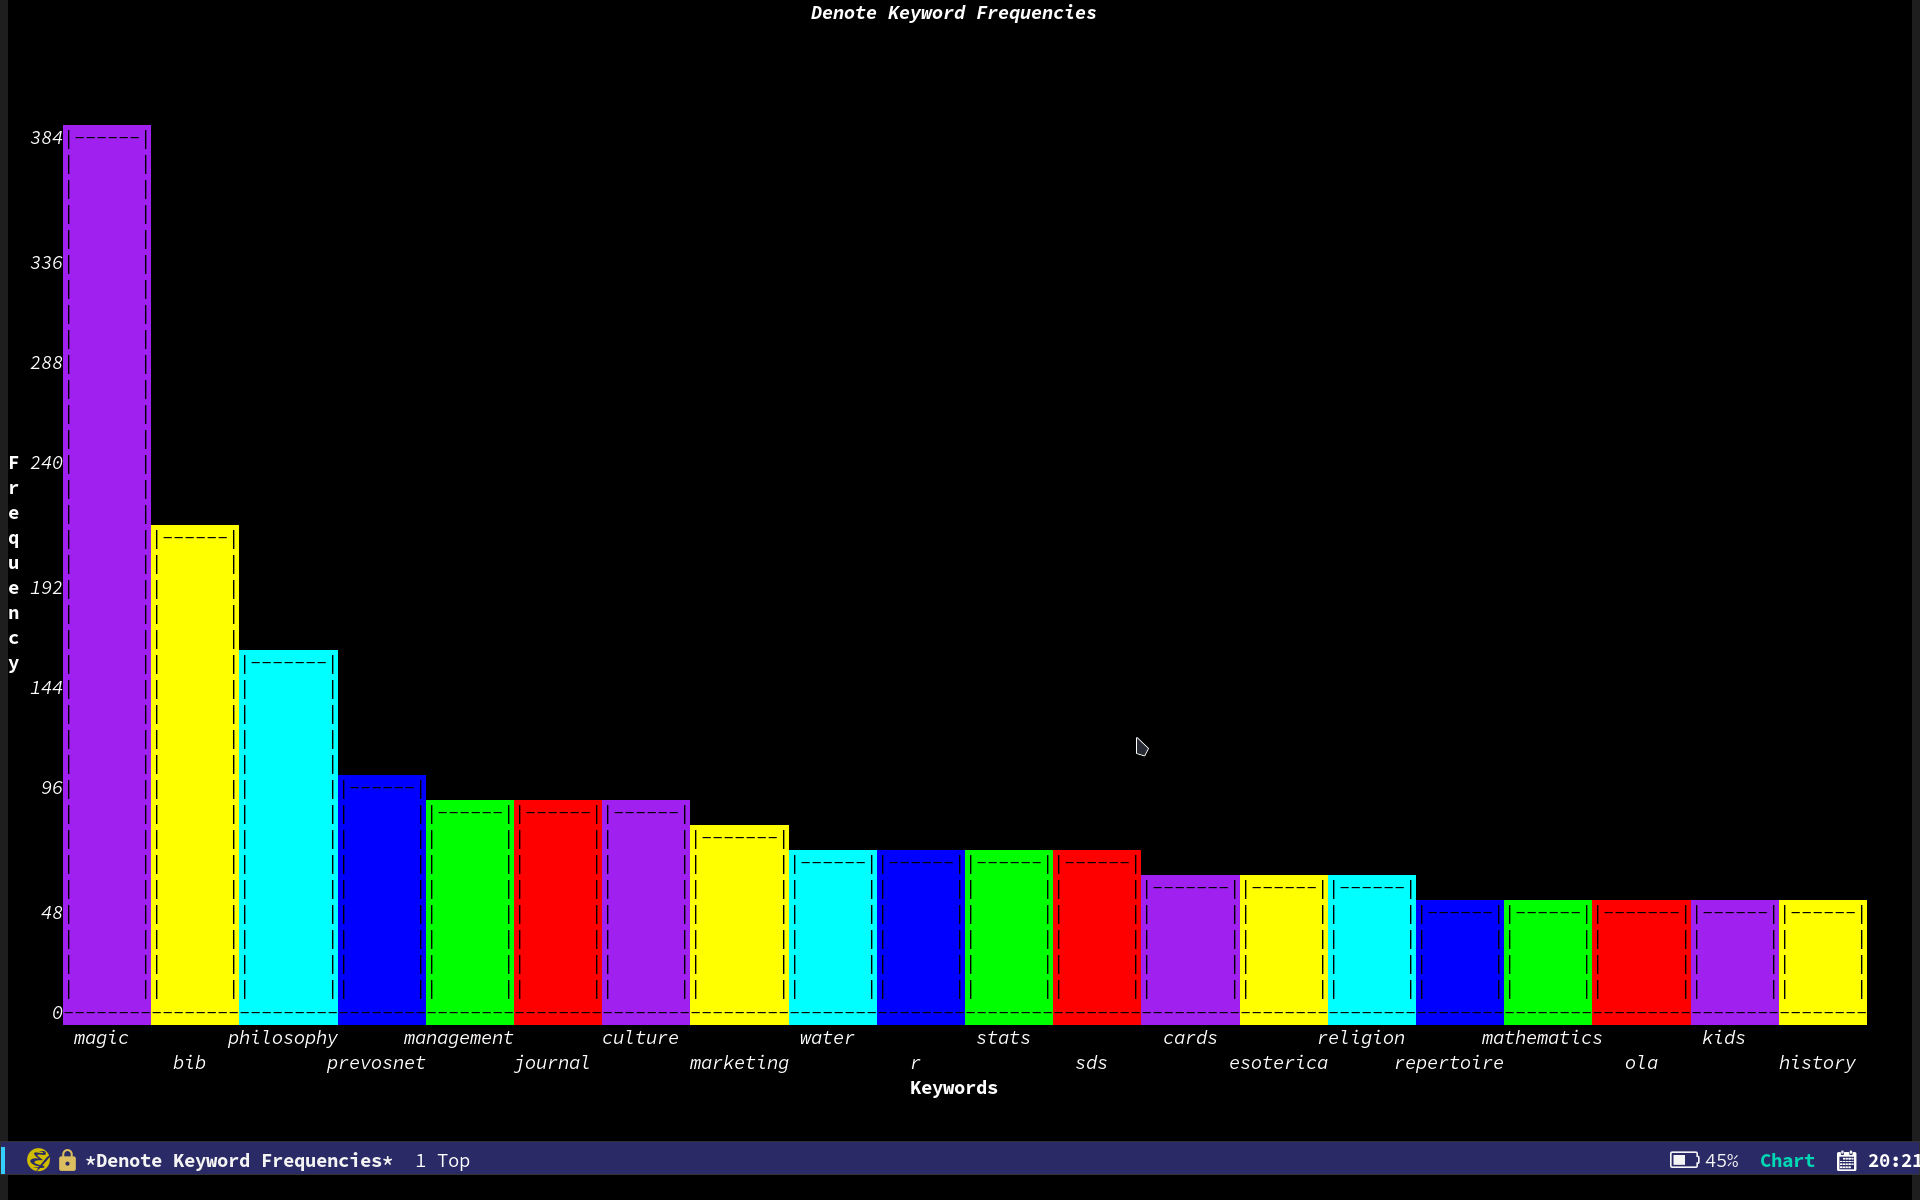 Denote Keyword Frequencies
384
336
288
240
192
144
96
48
0
Frequency
magic philosophy management culture water stats cards religion mathematics kids
bib prevosnet journal marketing r sds esoterica repertoire ola history
Keywords
*Denote Keyword Frequencies* 1 Top 45% Chart 20:21